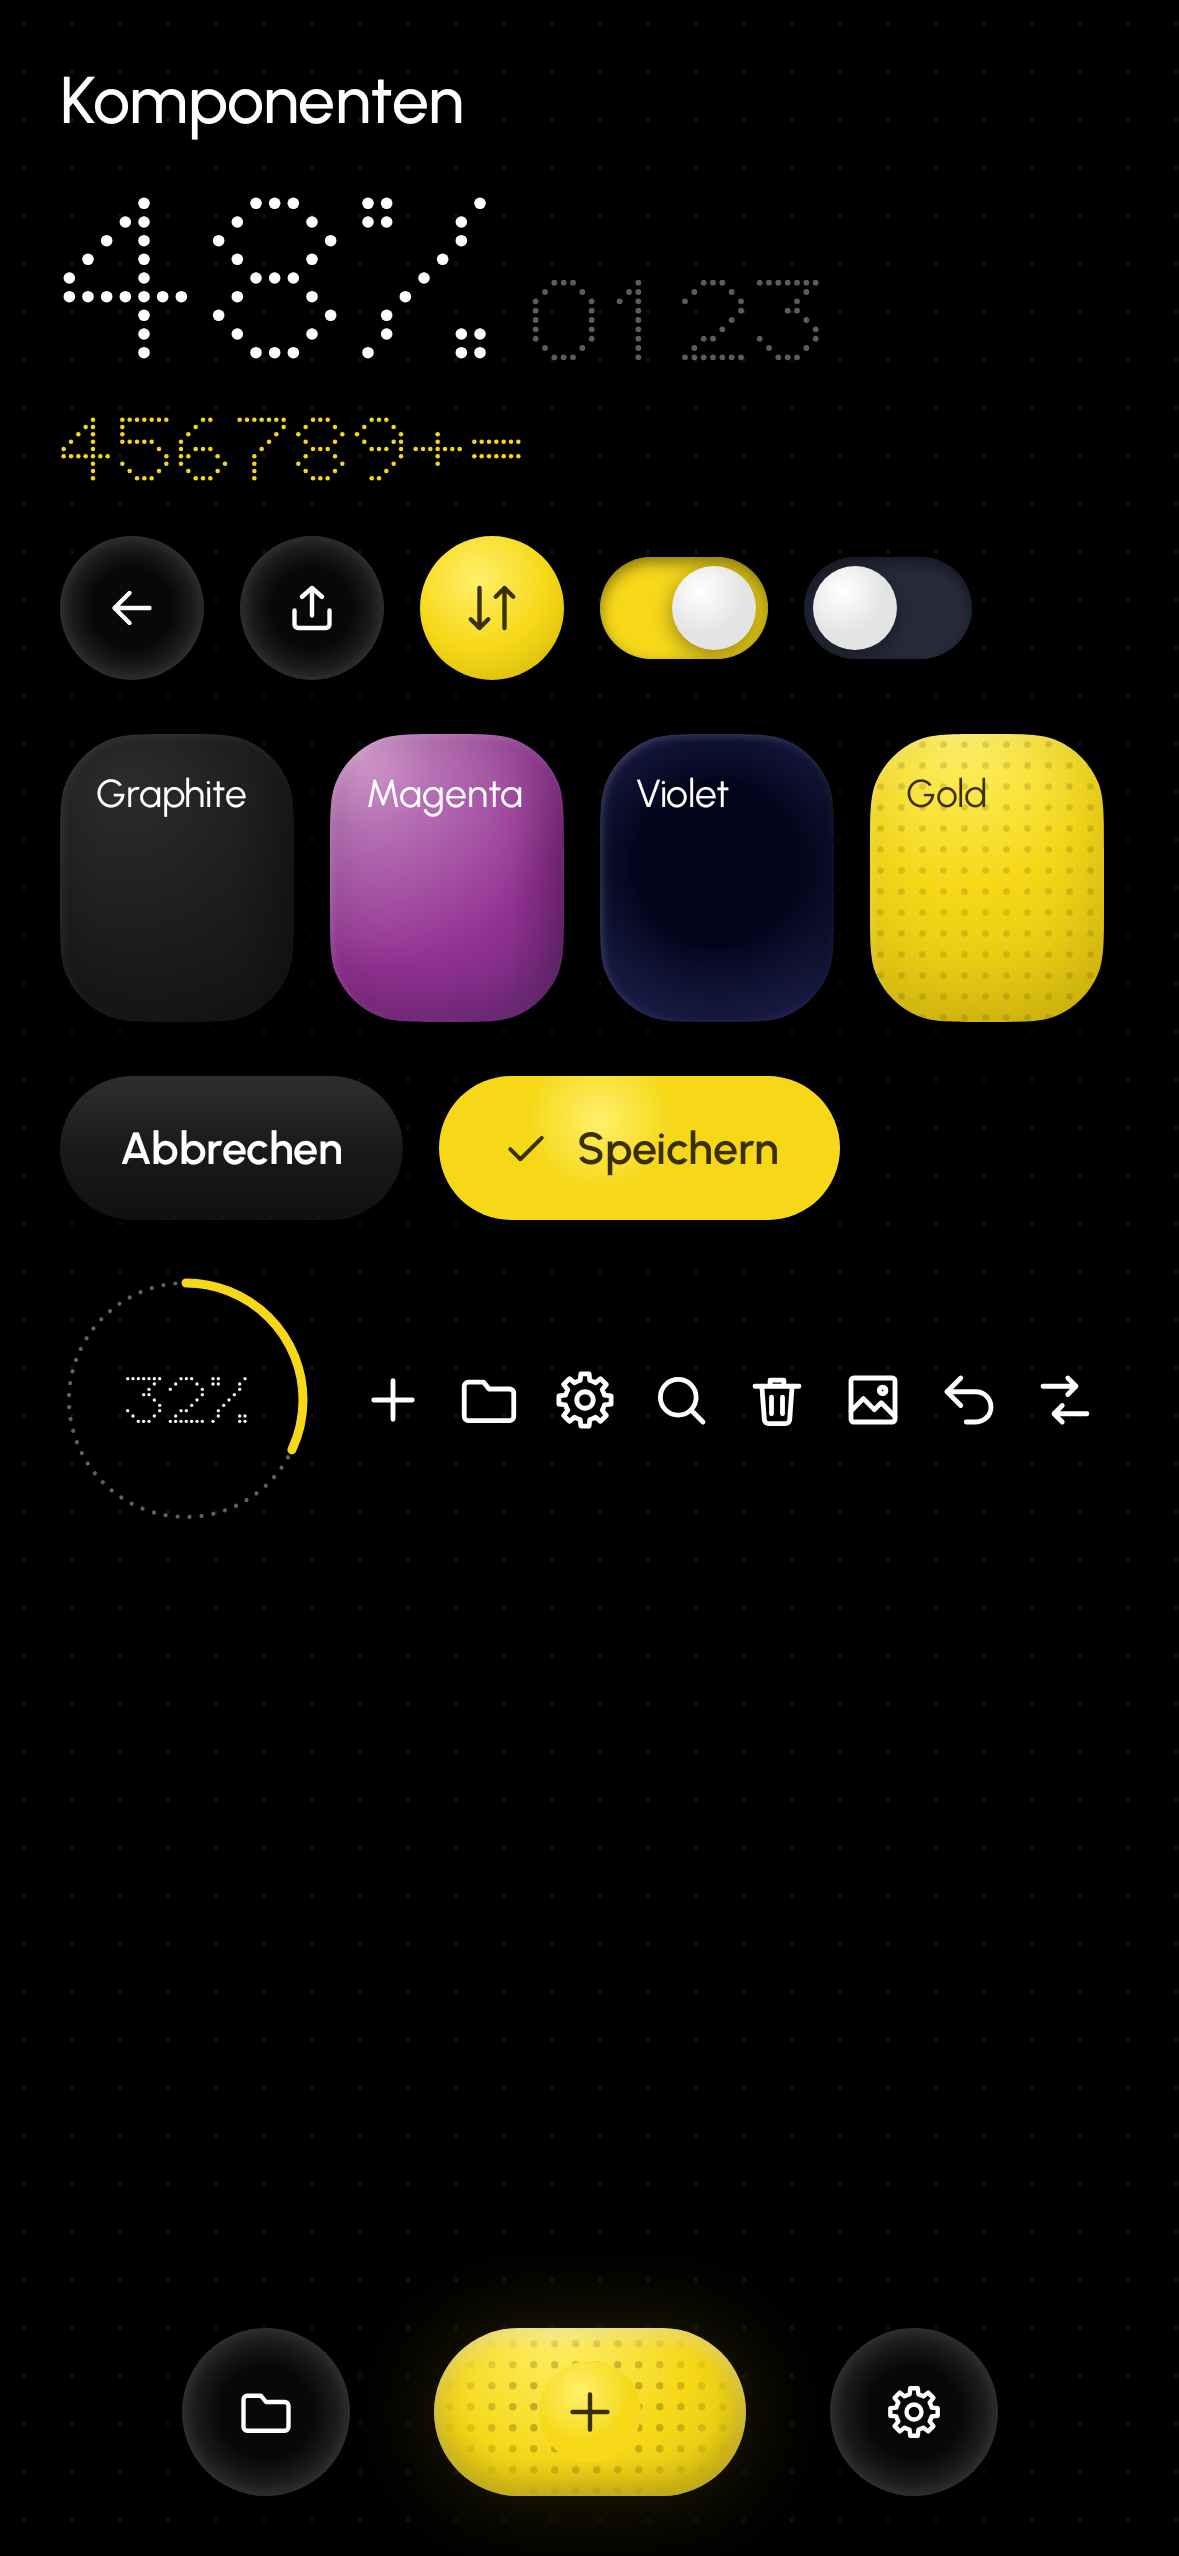 Komponenten
48% 0123
456789+=
Graphite Magenta Violet Gold
Abbrechen Speichern
32%